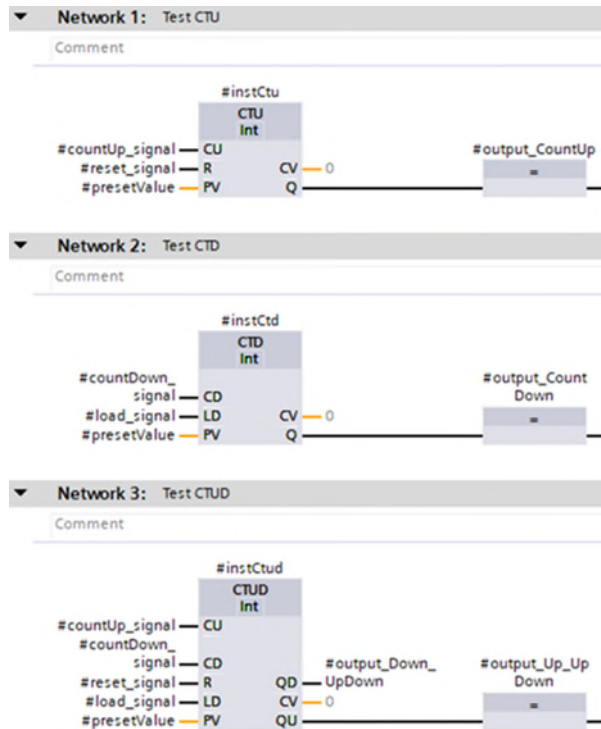 Network 1: Test CTU
Comment
#instCtu
CTU
Int
#countUp_signal CU #output_CountUp
#reset_signal R CV 0 =
#presetValue PV Q
Network 2: Test CTD
Comment
#instCtd
CTD
Int
#countDown_ #output_Count
signal CD Down
#load_signal LD CV 0 =
#presetValue PV Q
Network 3: Test CTUD
Comment
#instCtud
CTUD
Int
#countUp_signal CU
#countDown_
signal CD #output_Down_ #output_Up_Up
#reset_signal R QD UpDown Down
#load_signal LD CV 0 =
#presetValue PV QU